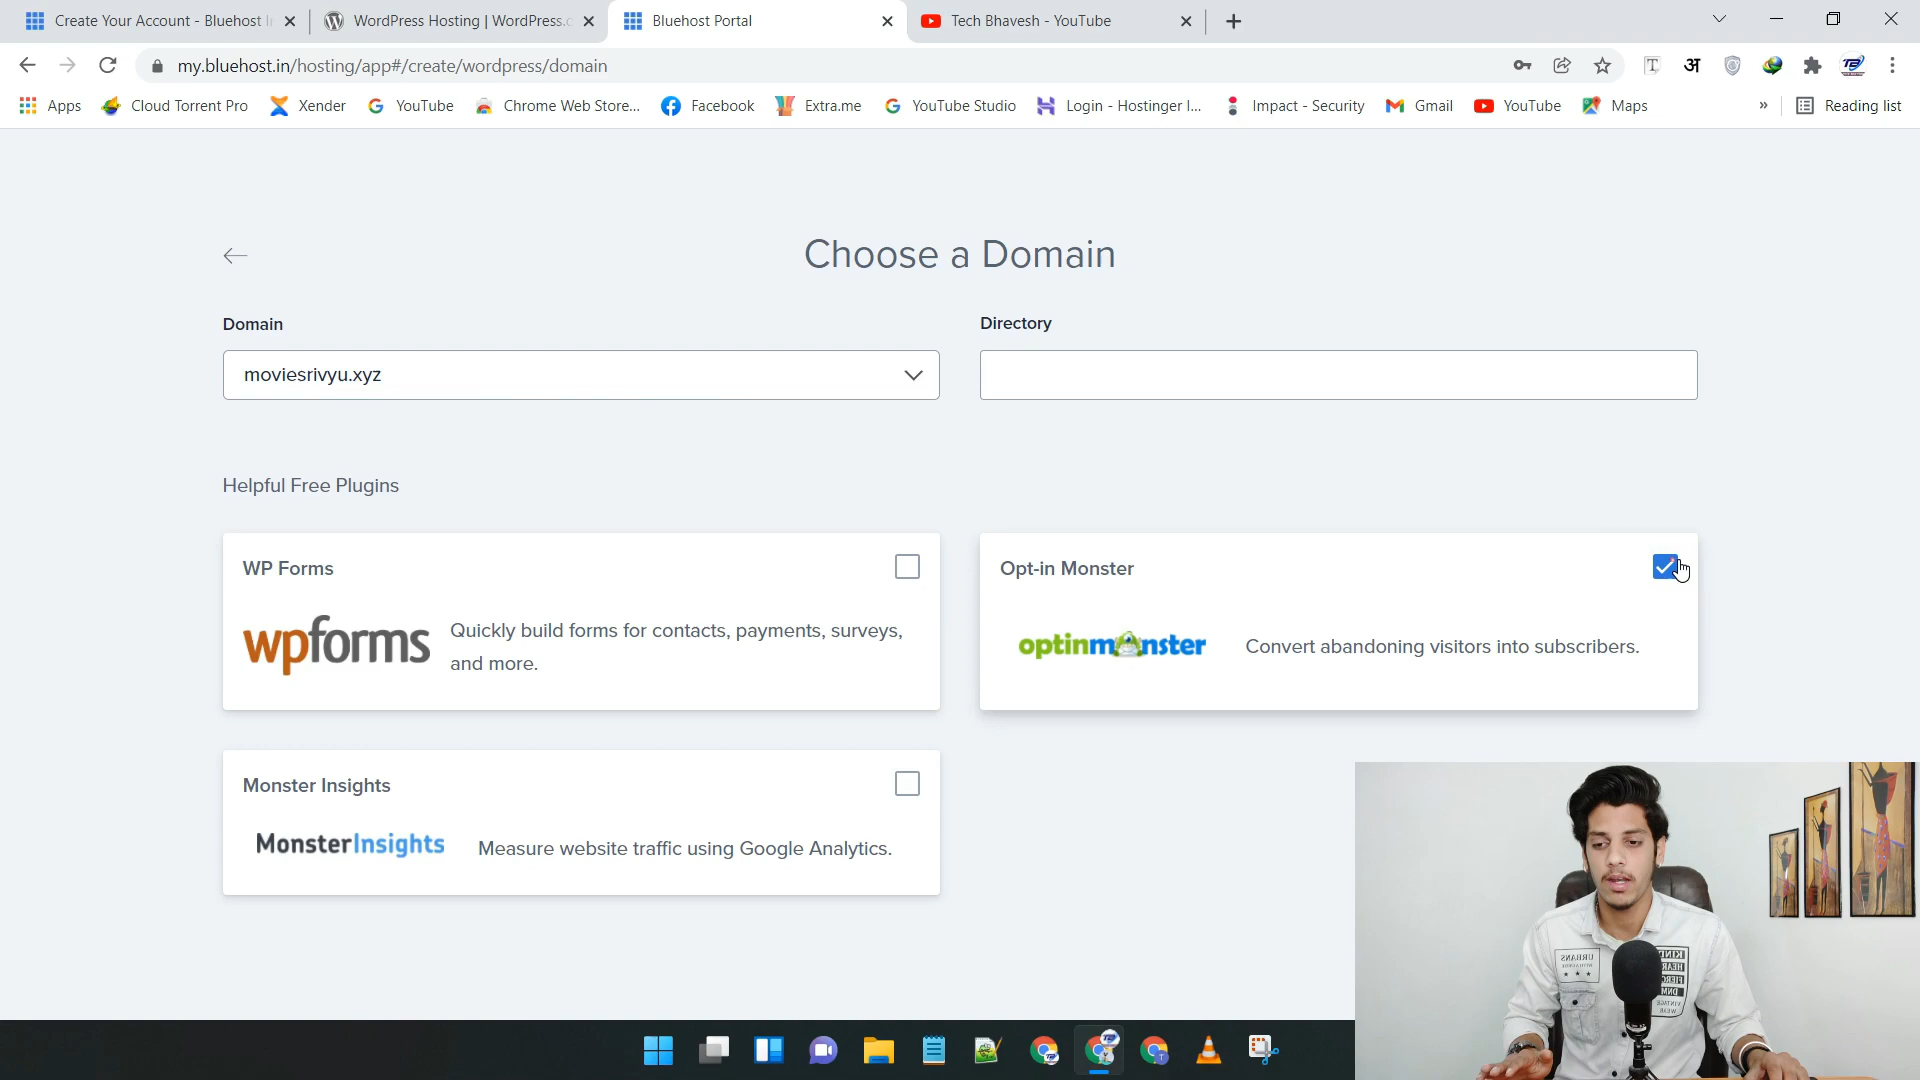 Create Your Account - Bluehost I
WordPress Hosting | WordPress.c
Bluehost Portal
Tech Bhavesh - YouTube
my.bluehost.in/hosting/app#/create/wordpress/domain
Apps
Cloud Torrent Pro
Xender
YouTube
Chrome Web Store...
Facebook
Extra.me
YouTube Studio
Login - Hostinger I...
Impact - Security
Gmail
YouTube
Maps
»
Reading list
Choose a Domain
Domain
Directory
moviesrivyu.xyz
Helpful Free Plugins
WP Forms
wpforms
Quickly build forms for contacts, payments, surveys,
and more.
Opt-in Monster
optinmonster
Convert abandoning visitors into subscribers.
Monster Insights
MonsterInsights
Measure website traffic using Google Analytics.